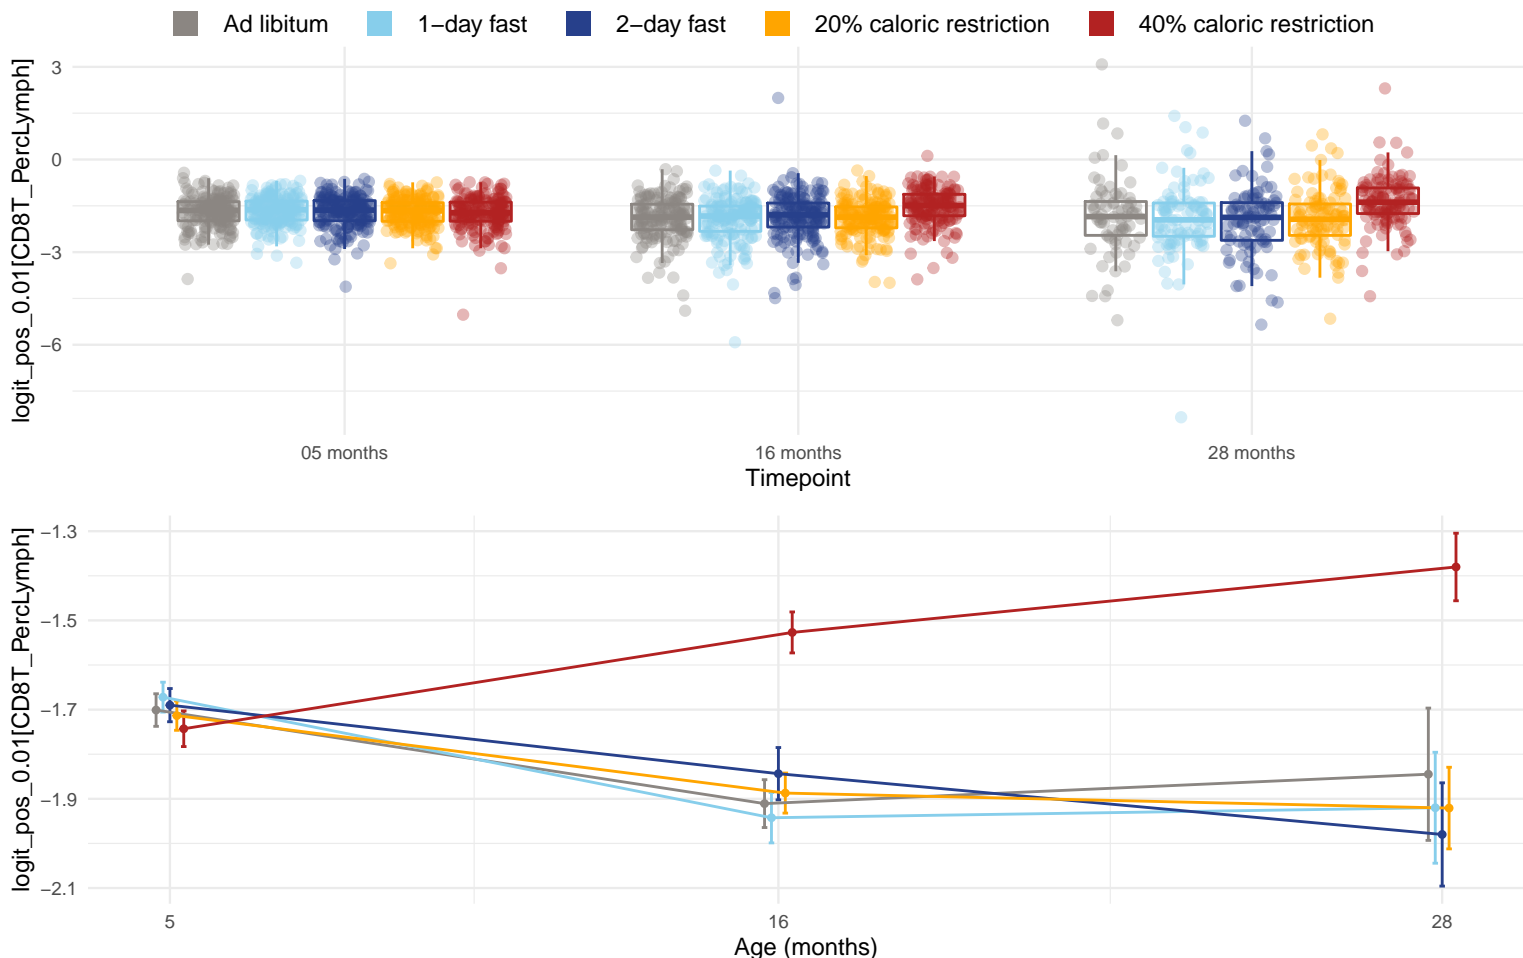 Ad libitum 1−day fast 2−day fast 20% caloric restriction 40% caloric restriction
logit_pos_0.01[CD8T_PercLymph]
3
0
−3
−6
05 months 16 months 28 months
Timepoint
logit_pos_0.01[CD8T_PercLymph]
−1.3
−1.5
−1.7
−1.9
−2.1
5 16 28
Age (months)